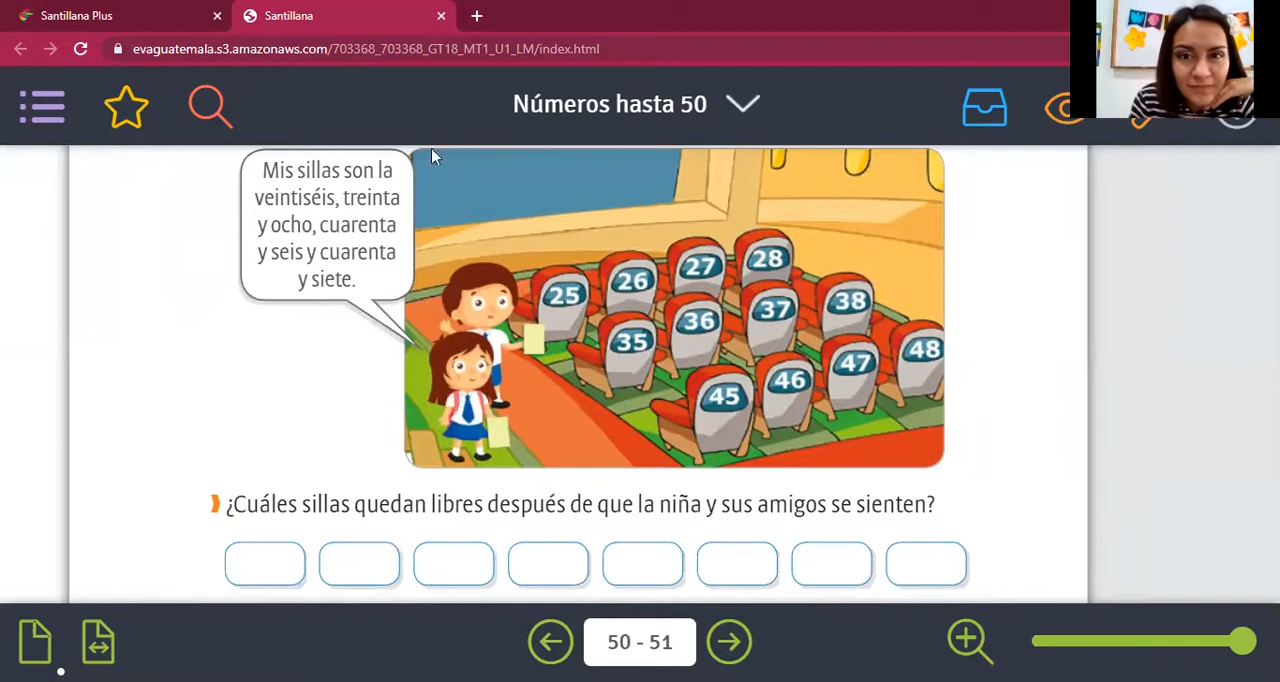 Santillana Plus
Santillana
evaguatemala.s3.amazonaws.com/703368_703368_GT18_MT1_U1_LM/index.html
Números hasta 50
Mis sillas son la
veintiséis, treinta
y ocho, cuarenta
y seis y cuarenta
y siete.
25 26 27 28
35 36 37 38
45 46 47 48
¿Cuáles sillas quedan libres después de que la niña y sus amigos se sienten?
50 - 51